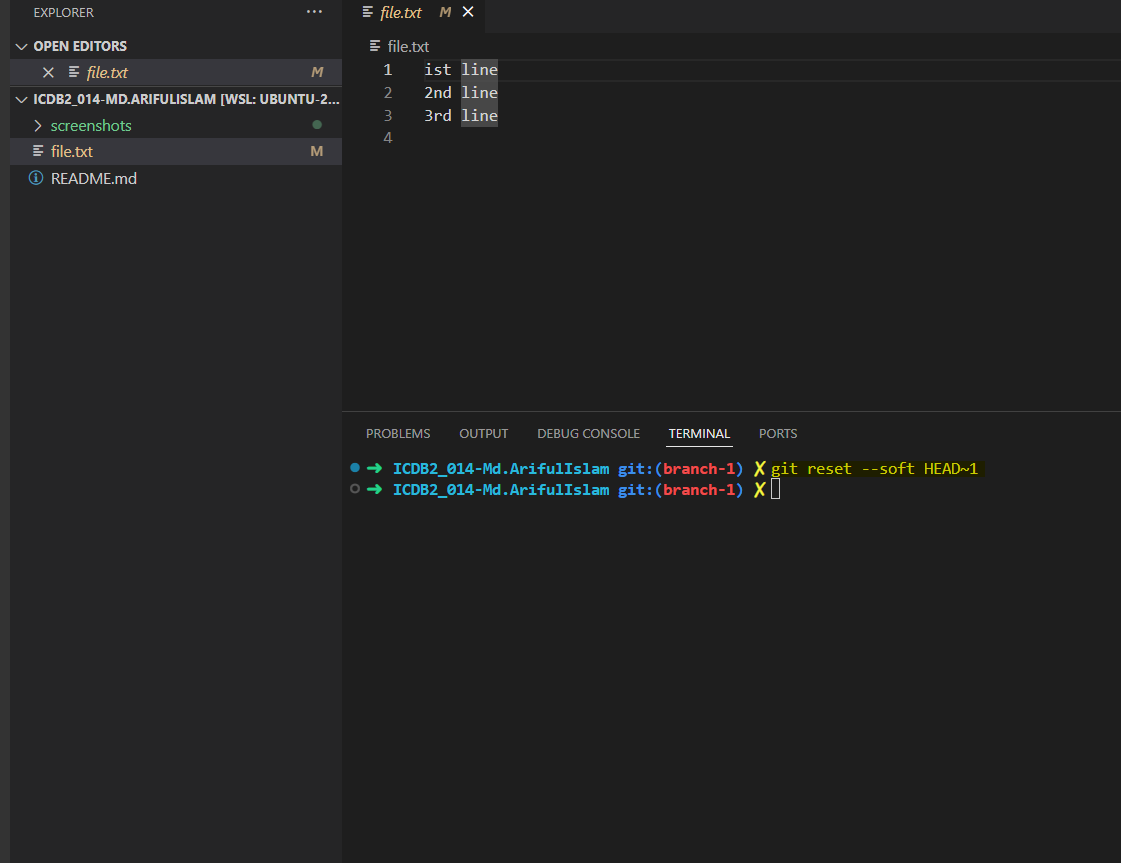 EXPLORER ...
OPEN EDITORS
file.txt M
ICDB2_014-MD.ARIFULISLAM [WSL: UBUNTU-2...
screenshots
file.txt M
README.md
file.txt M
file.txt
1 ist line
2 2nd line
3 3rd line
4
PROBLEMS OUTPUT DEBUG CONSOLE TERMINAL PORTS
➜ ICDB2_014-Md.ArifulIslam git:(branch-1) ✗ git reset --soft HEAD~1
➜ ICDB2_014-Md.ArifulIslam git:(branch-1) ✗